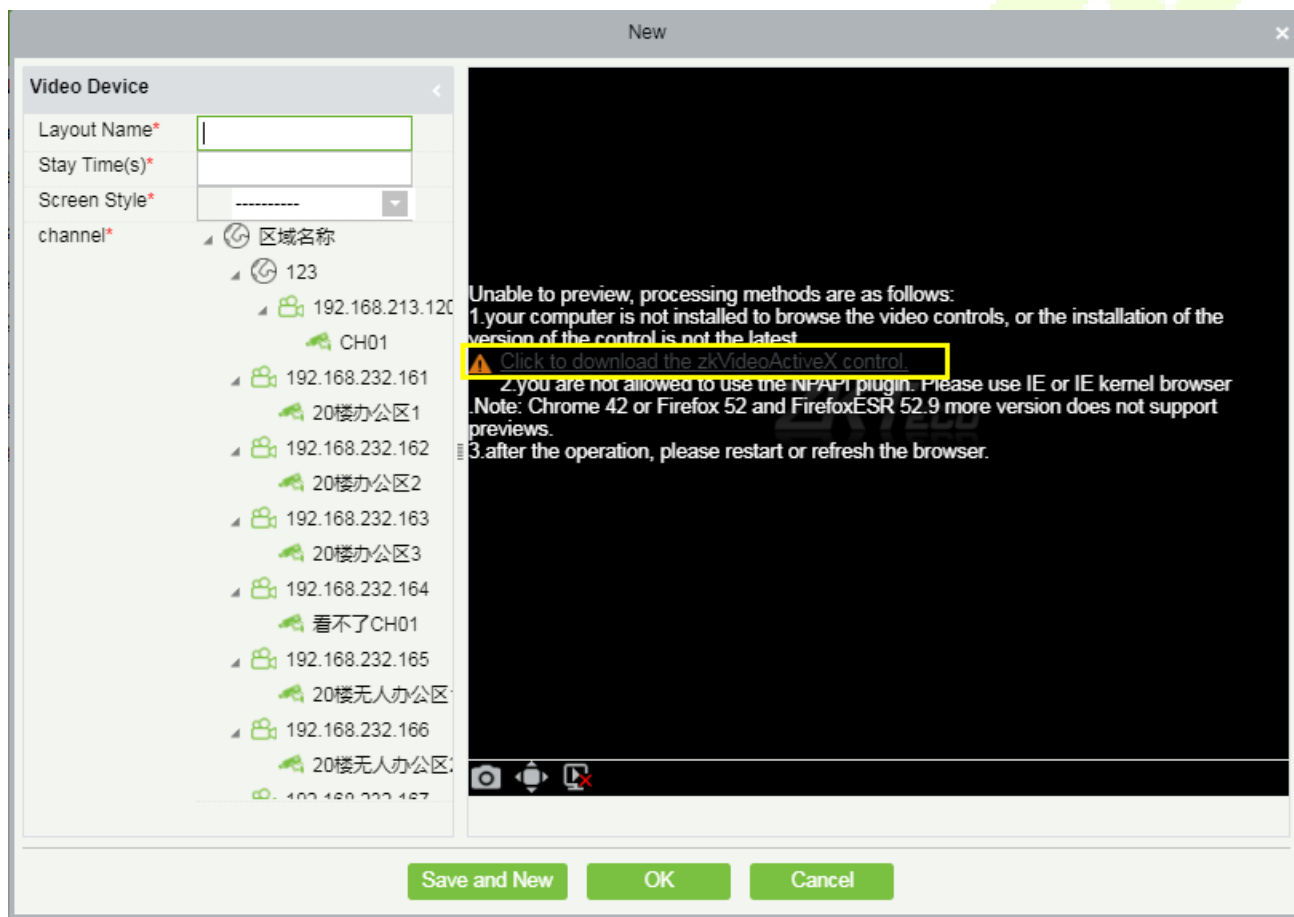 New
Video Device
Layout Name*
Stay Time(s)*
Screen Style*
----------
channel*
区域名称
123
192.168.213.120
CH01
192.168.232.161
20楼办公区1
192.168.232.162
20楼办公区2
192.168.232.163
20楼办公区3
192.168.232.164
看不了CH01
192.168.232.165
20楼无人办公区
192.168.232.166
20楼无人办公区2
192.168.232.167
Unable to preview, processing methods are as follows:
1.your computer is not installed to browse the video controls, or the installation of the
version of the control is not the latest
Click to download the zkVideoActiveX control.
2.you are not allowed to use the NPAPI plugin. Please use IE or IE kernel browser
.Note: Chrome 42 or Firefox 52 and FirefoxESR 52.9 more version does not support
previews.
3.after the operation, please restart or refresh the browser.
ZKTeco
Save and New
OK
Cancel